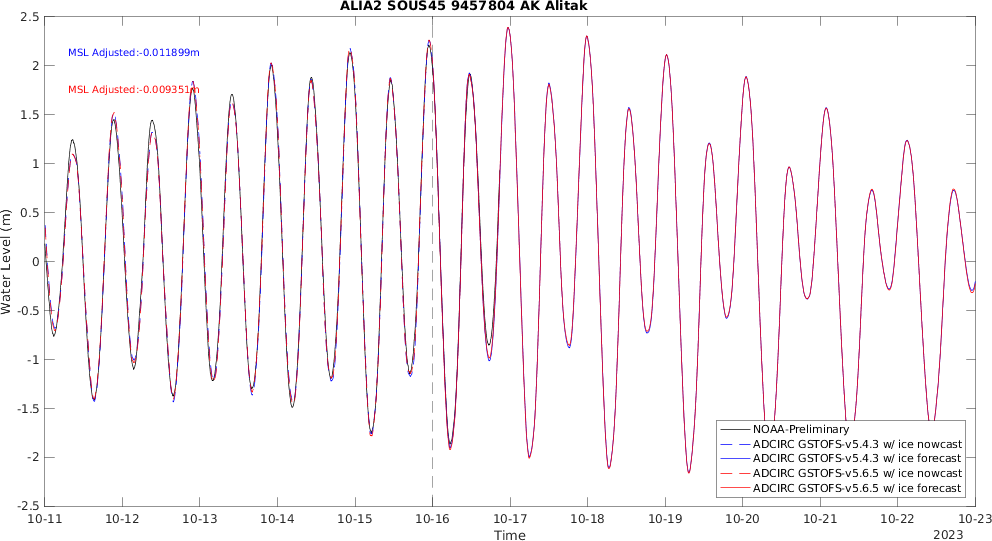 ALIA2 SOUS45 9457804 AK Alitak
MSL Adjusted:-0.011899m
MSL Adjusted:-0.009351m
Water Level (m)
2.5
2
1.5
1
0.5
0
-0.5
-1
-1.5
-2
-2.5
NOAA-Preliminary
ADCIRC GSTOFS-v5.4.3 w/ ice nowcast
ADCIRC GSTOFS-v5.4.3 w/ ice forecast
ADCIRC GSTOFS-v5.6.5 w/ ice nowcast
ADCIRC GSTOFS-v5.6.5 w/ ice forecast
10-11 10-12 10-13 10-14 10-15 10-16 10-17 10-18 10-19 10-20 10-21 10-22 10-23
Time
2023